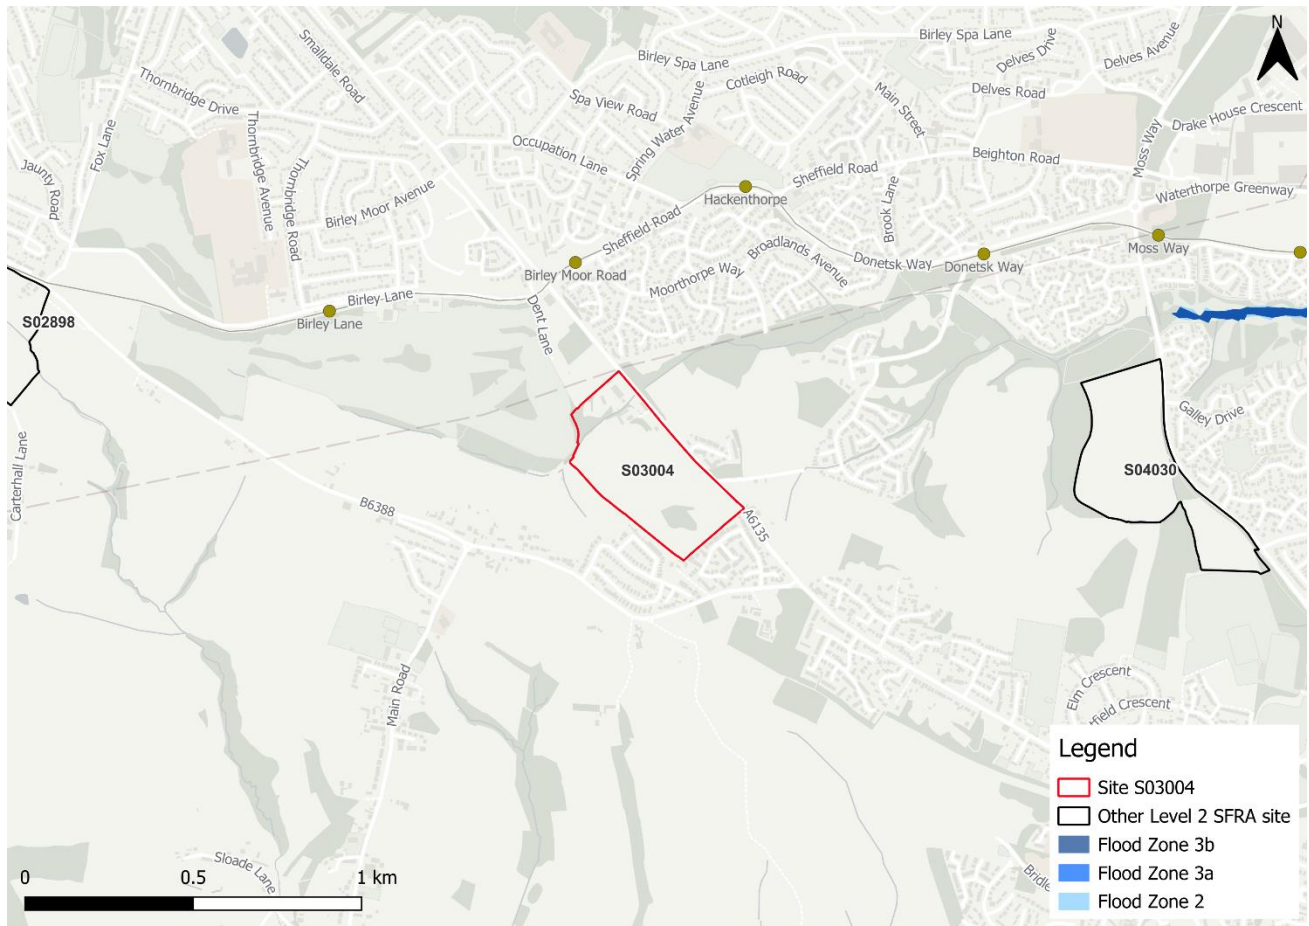 N
Birley Spa Lane
Birley Spa Lane
Delves Drive
Delves Avenue
Smalldale Road
Cotleigh Road
Thornbridge Drive
Spa View Road
Spring Water Avenue
Main Street
Delves Road
Drake House Crescent
Fox Lane
Thornbridge Avenue
Thornbridge Road
Occupation Lane
Sheffield Road
Beighton Road
Moss Way
Jaunty Road
Birley Moor Avenue
Hackenthorpe
Brook Lane
Waterthorpe Greenway
Sheffield Road
Broadlands Avenue
Moss Way
Birley Moor Road
Moorthorpe Way
Donetsk Way
Donetsk Way
Birley Lane
Birley Lane
Dent Lane
S02898
Galley Drive
Carterhall Lane
S03004
S04030
B6388
A6135
Main Road
Elm Crescent
field Crescent
Sloade Lane
Bridle
Legend
Site S03004
Other Level 2 SFRA site
Flood Zone 3b
Flood Zone 3a
Flood Zone 2
0 0.5 1 km